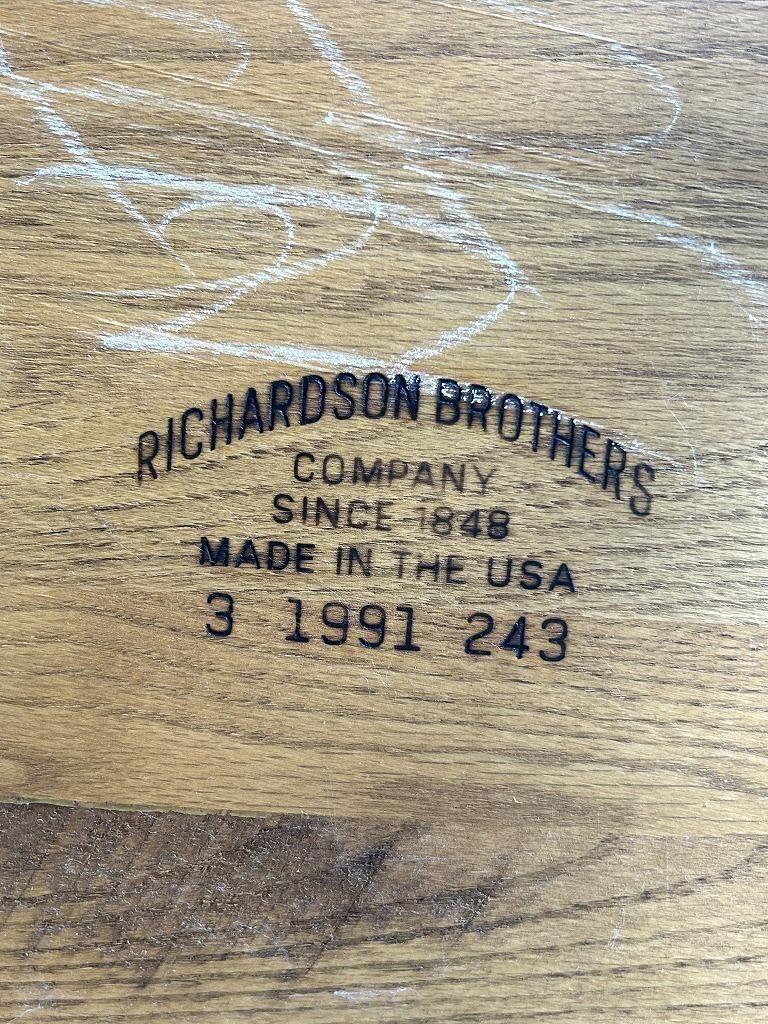 RICHARDSON BROTHERS
COMPANY
SINCE 1848
MADE IN THE USA
3 1991 243